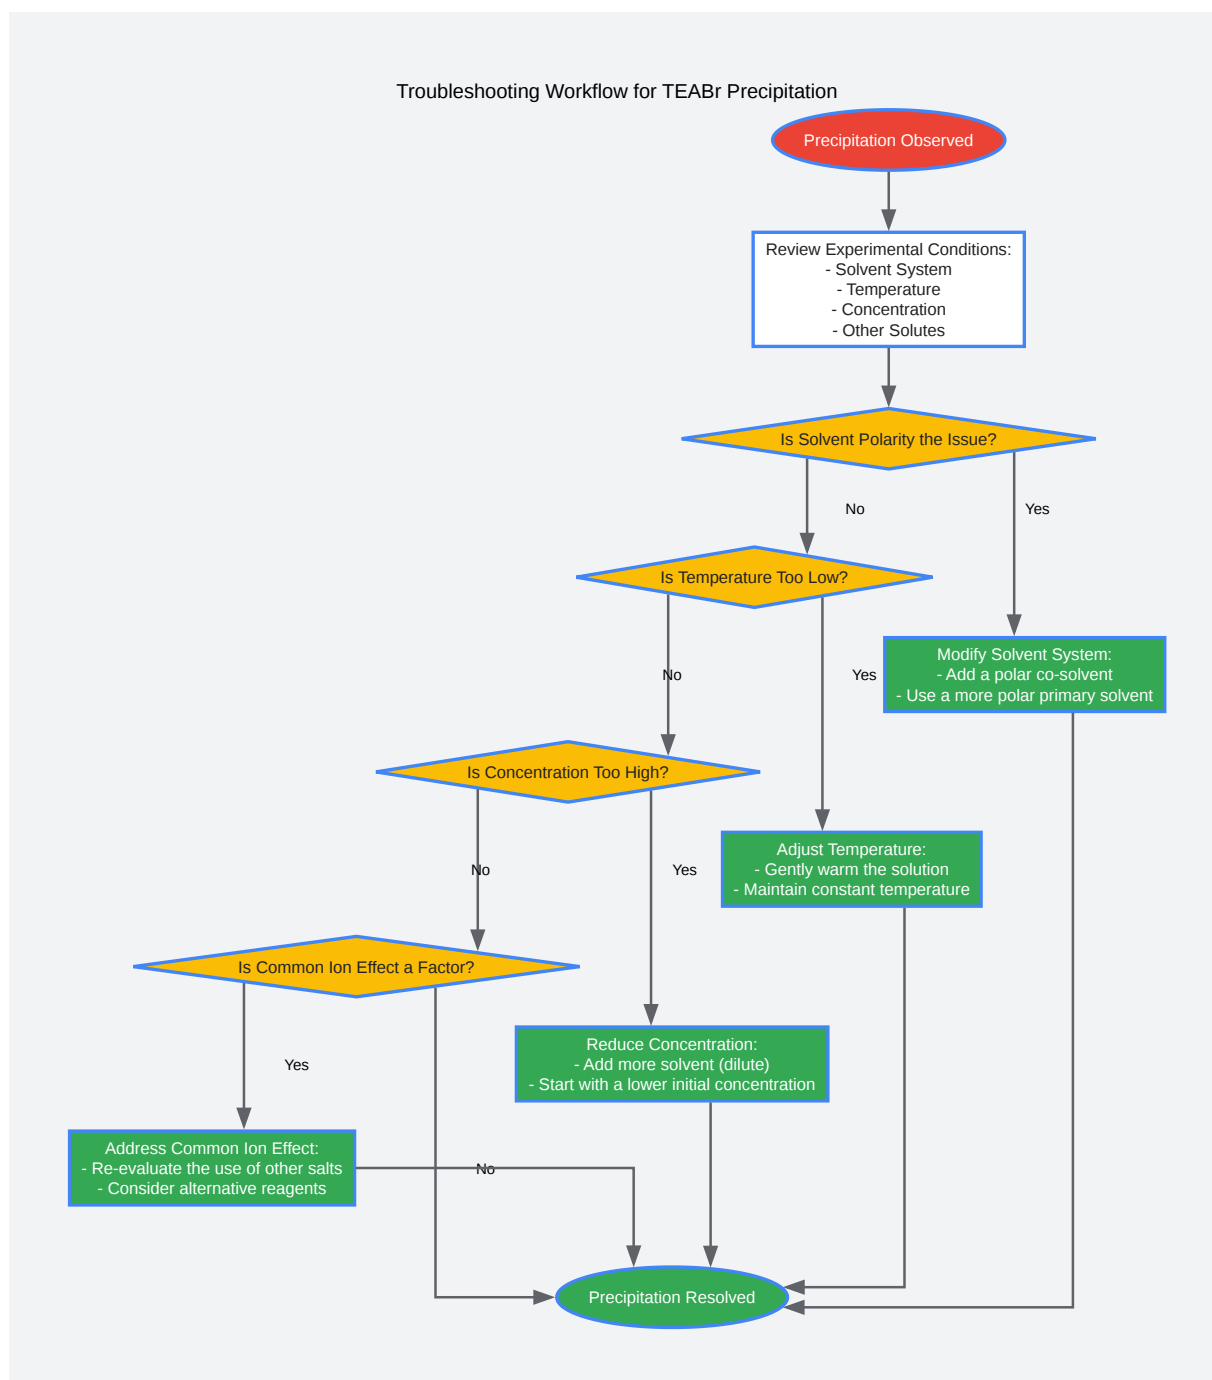 Troubleshooting Workflow for TEABr Precipitation
Precipitation Observed
Review Experimental Conditions:
- Solvent System
- Temperature
- Concentration
- Other Solutes
Is Solvent Polarity the Issue?
No
Yes
Is Temperature Too Low?
No
Yes
Modify Solvent System:
- Add a polar co-solvent
- Use a more polar primary solvent
Is Concentration Too High?
No
Yes
Adjust Temperature:
- Gently warm the solution
- Maintain constant temperature
Is Common Ion Effect a Factor?
Yes
Reduce Concentration:
- Add more solvent (dilute)
- Start with a lower initial concentration
Address Common Ion Effect:
- Re-evaluate the use of other salts
- Consider alternative reagents
No
Precipitation Resolved